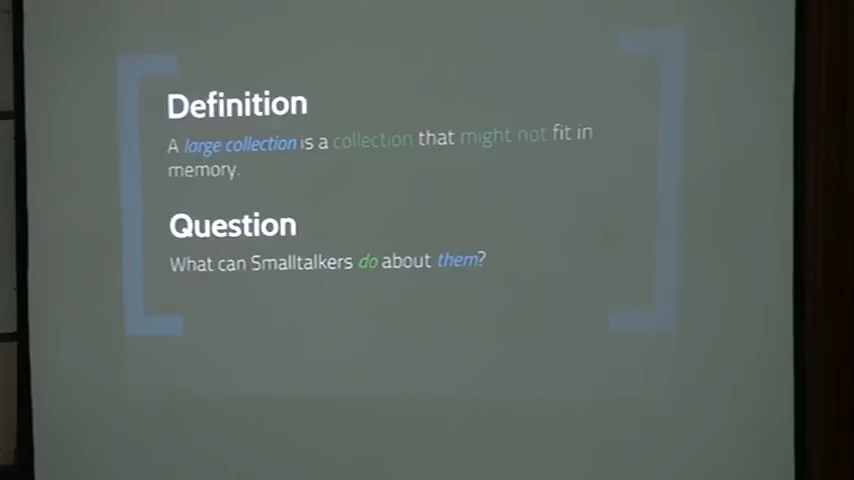 Definition
A large collection is a collection that might not fit in
memory.
Question
What can Smalltalkers do about them?